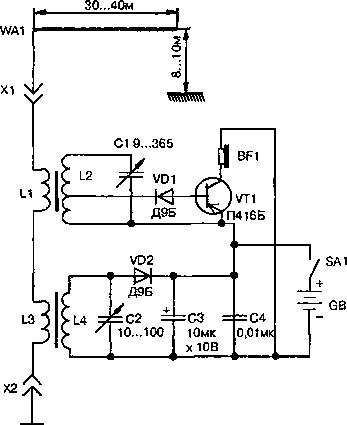 30...40м
WA1
8...10м
X1
C1 9...365
L1
L2
VD1
Д9Б
BF1
VT1
П416Б
VD2
Д9Б
SA1
+
GB
−
L3
L4
C2
10...100
+
C3
10мк
x 10В
C4
0,01мк
X2